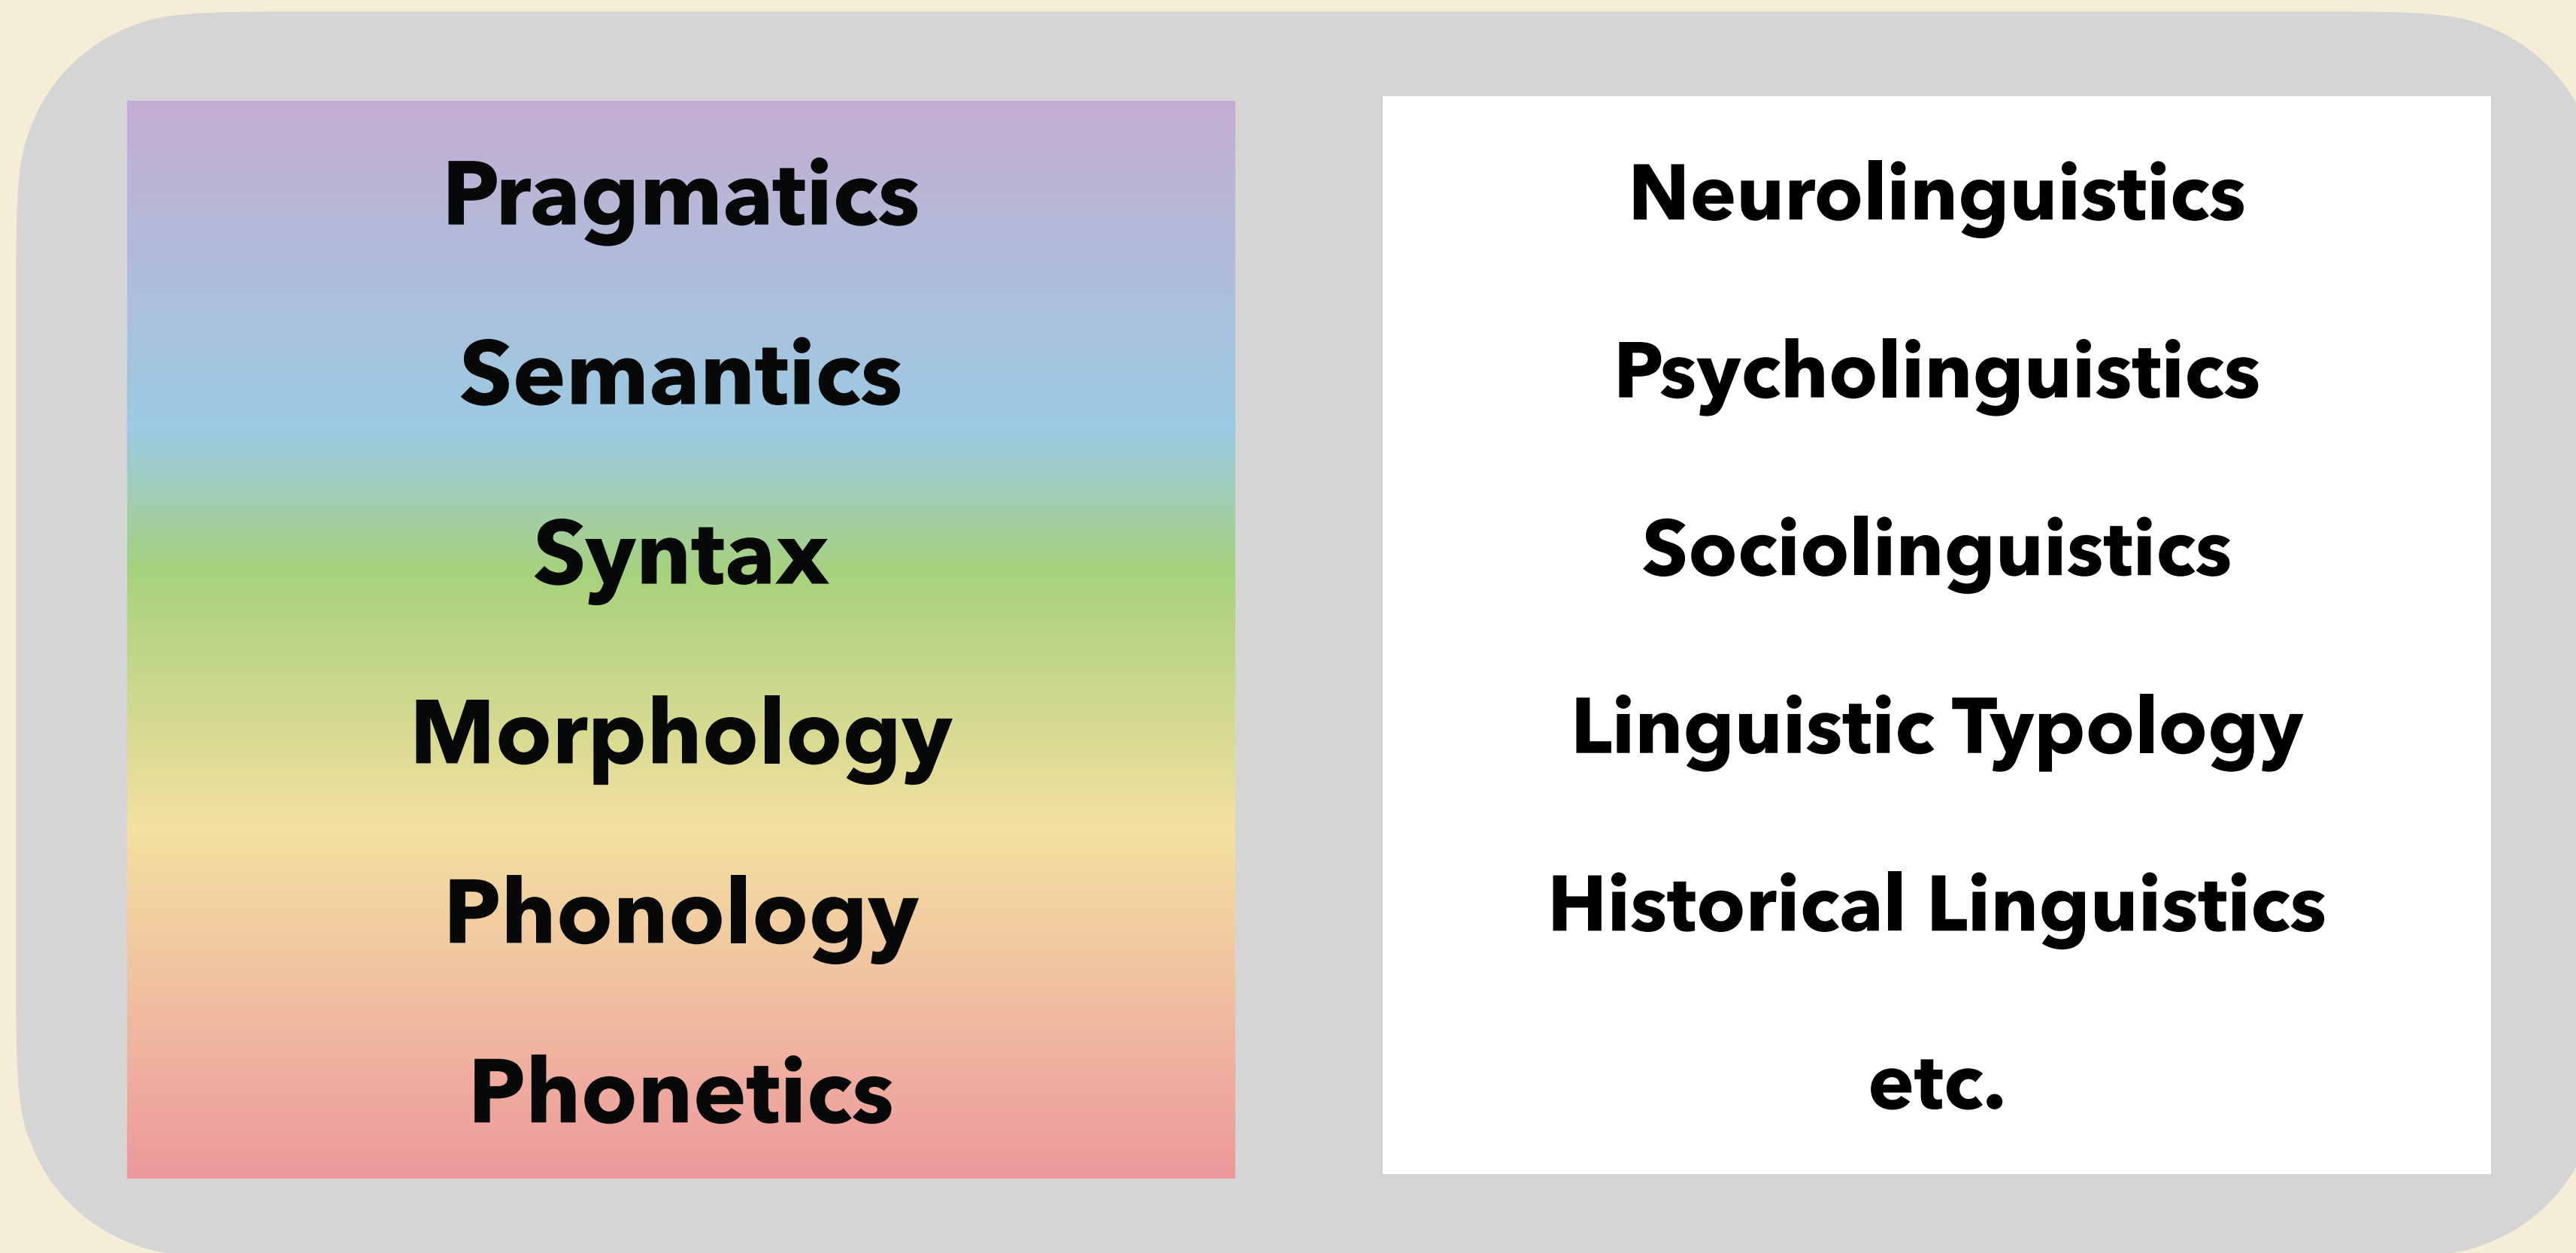 Pragmatics
Semantics
Syntax
Morphology
Phonology
Phonetics
Neurolinguistics
Psycholinguistics
Sociolinguistics
Linguistic Typology
Historical Linguistics
etc.